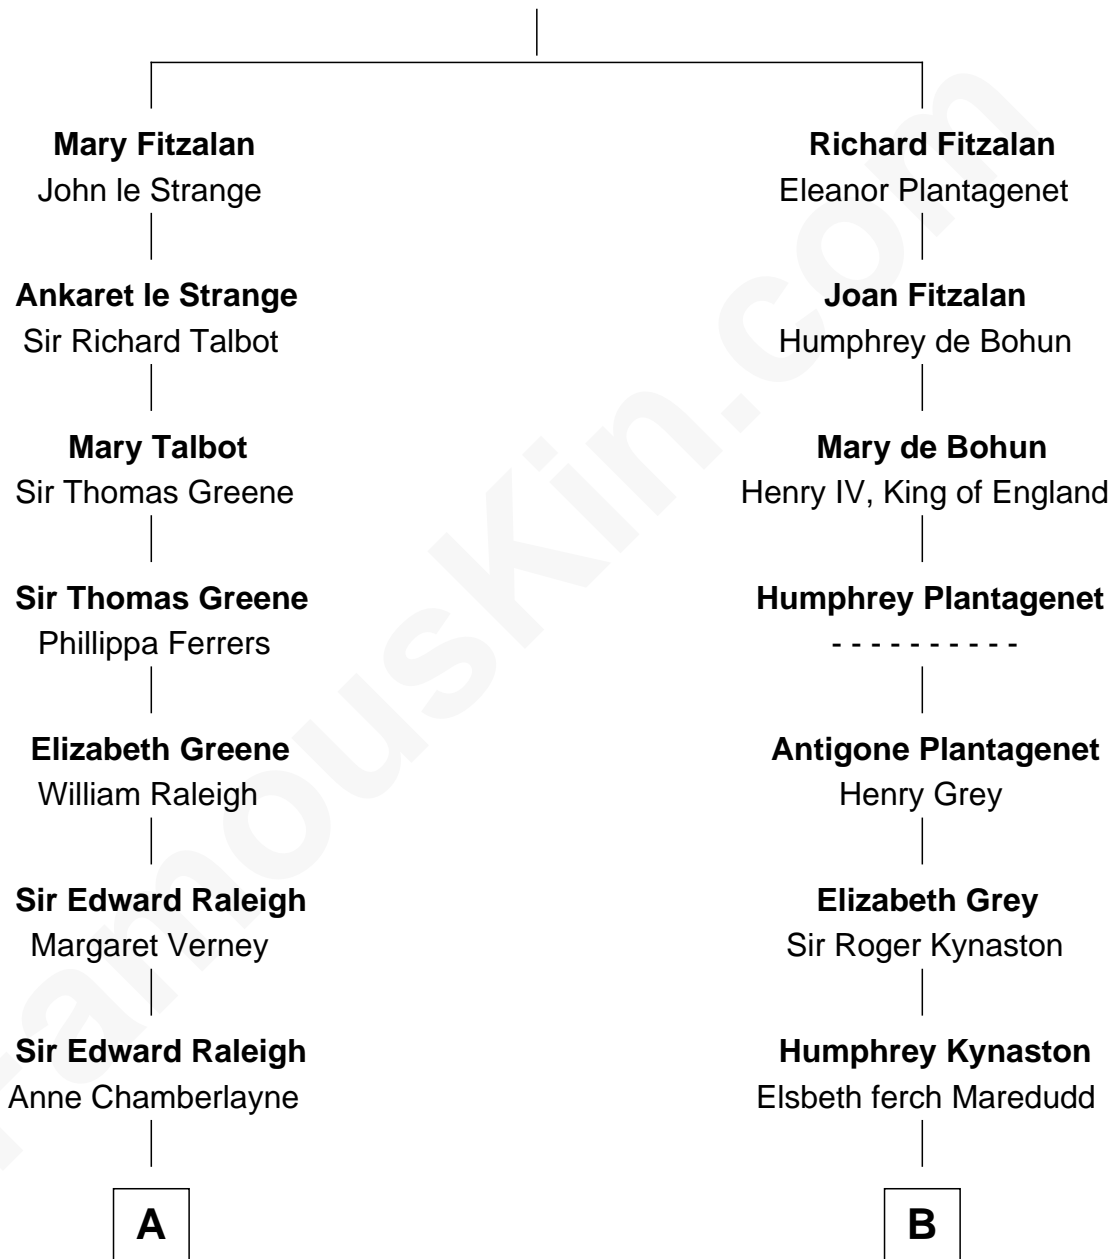 Mary Fitzalan
John le Strange
Ankaret le Strange
Sir Richard Talbot
Mary Talbot
Sir Thomas Greene
Sir Thomas Greene
Phillippa Ferrers
Elizabeth Greene
William Raleigh
Sir Edward Raleigh
Margaret Verney
Sir Edward Raleigh
Anne Chamberlayne
A
Richard Fitzalan
Eleanor Plantagenet
Joan Fitzalan
Humphrey de Bohun
Mary de Bohun
Henry IV, King of England
Humphrey Plantagenet
- - - - - - - - - -
Antigone Plantagenet
Henry Grey
Elizabeth Grey
Sir Roger Kynaston
Humphrey Kynaston
Elsbeth ferch Maredudd
B
FamousKin.com